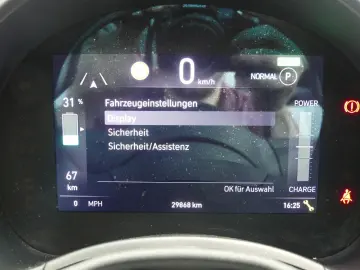 0 km/h
NORMAL P
31 %
Fahrzeugeinstellungen
POWER
Display
Sicherheit
Sicherheit/Assistenz
67
km
OK für Auswahl
CHARGE
0 MPH
29868 km
16:25